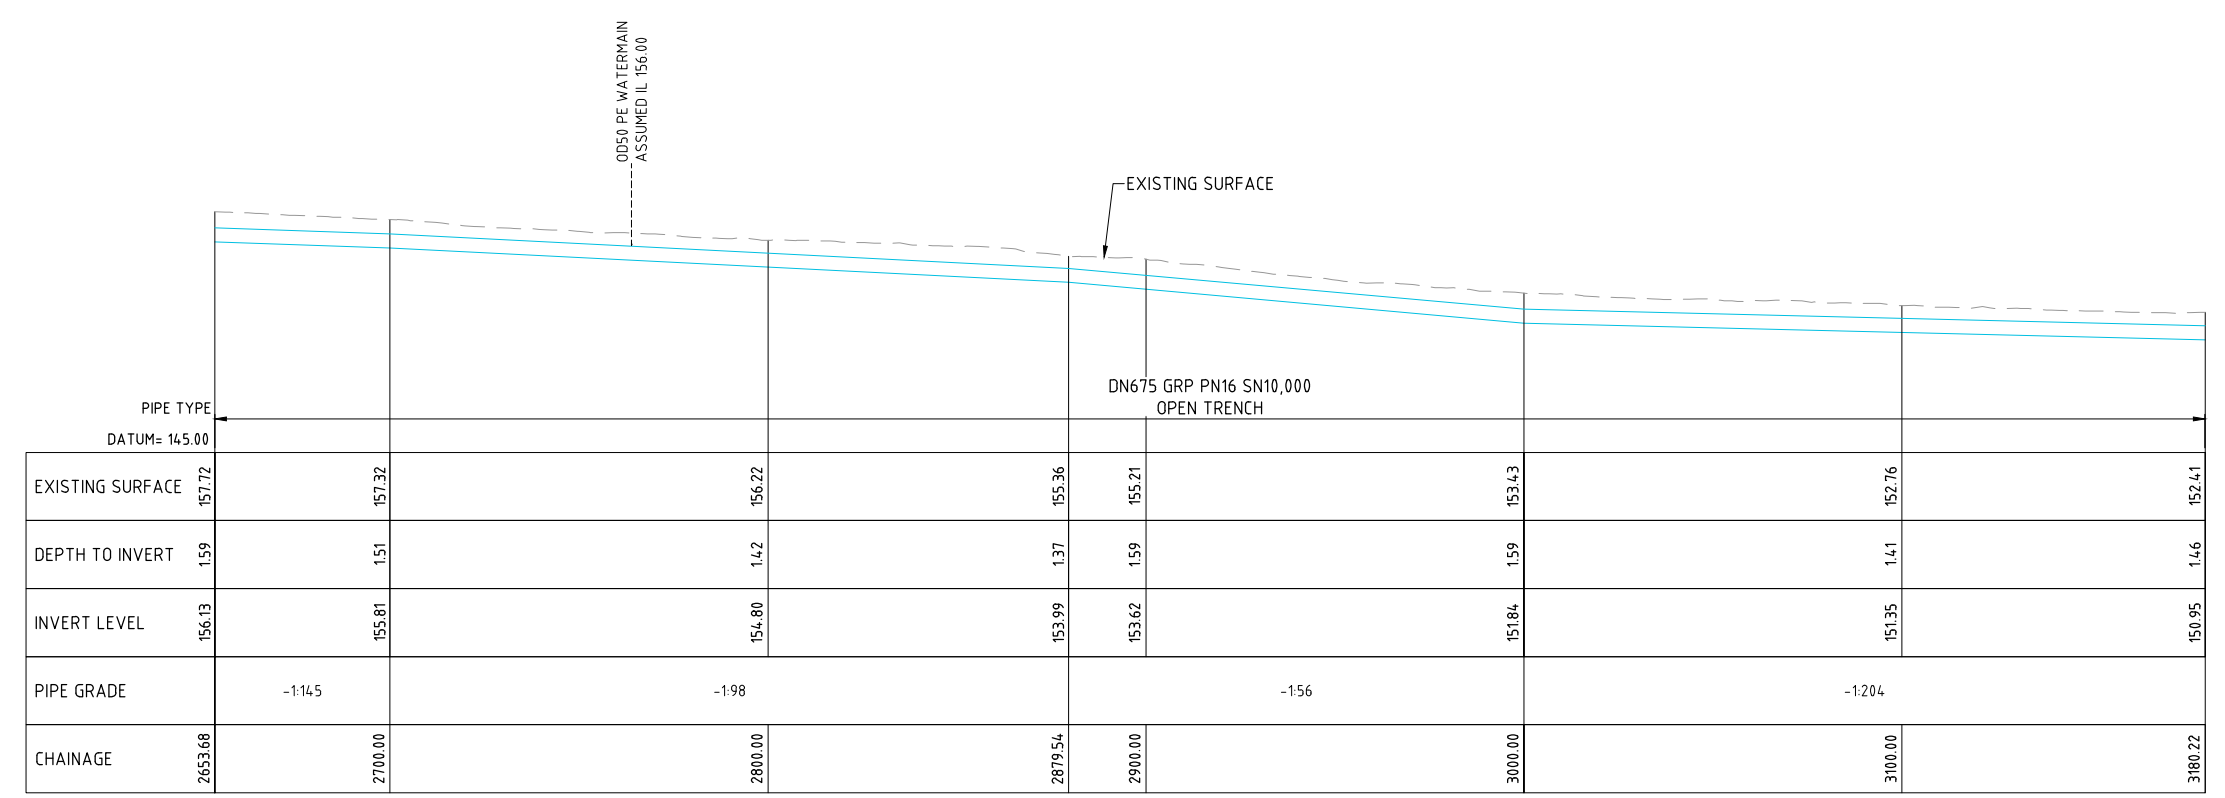 OD50 PE WATERMAIN
ASSUMED IL 156.00
EXISTING SURFACE
DN675 GRP PN16 SN10,000
OPEN TRENCH
PIPE TYPE
DATUM= 145.00
EXISTING SURFACE 157.72 157.32 156.22 155.36 155.21 153.43 152.76 152.41
DEPTH TO INVERT 1.59 1.51 1.42 1.37 1.59 1.59 1.41 1.46
INVERT LEVEL 156.13 155.81 154.80 153.99 153.62 151.84 151.35 150.95
PIPE GRADE -1:145 -1:98 -1:56 -1:204
CHAINAGE 2653.68 2700.00 2800.00 2879.54 2900.00 3000.00 3100.00 3180.22